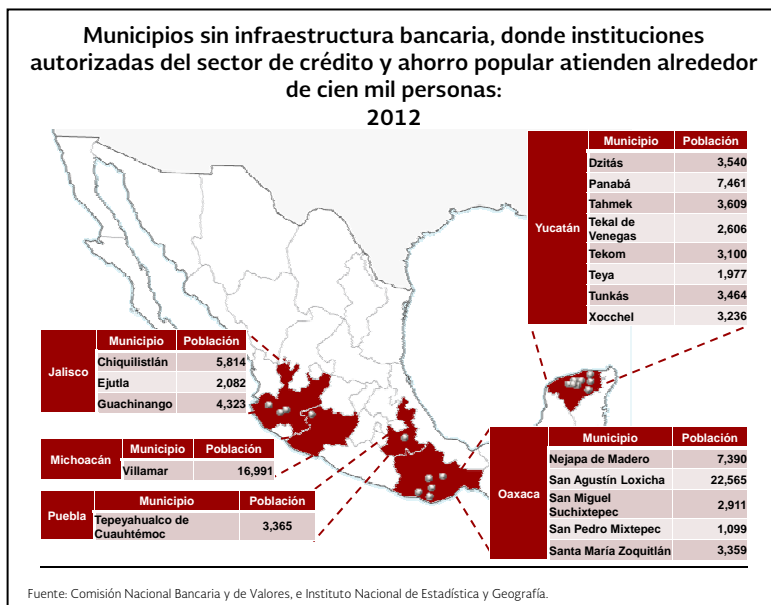 Municipios sin infraestructura bancaria, donde instituciones
autorizadas del sector de crédito y ahorro popular atienden alrededor
de cien mil personas:
2012
Yucatán
Municipio Población
Dzitás 3,540
Panabá 7,461
Tahmek 3,609
Tekal de
Venegas 2,606
Tekom 3,100
Teya 1,977
Tunkás 3,464
Xocchel 3,236
Jalisco
Municipio Población
Chiquilistlán 5,814
Ejutla 2,082
Guachinango 4,323
Michoacán
Municipio Población
Villamar 16,991
Puebla
Municipio Población
Tepeyahualco de
Cuauhtémoc 3,365
Oaxaca
Municipio Población
Nejapa de Madero 7,390
San Agustín Loxicha 22,565
San Miguel
Suchixtepec 2,911
San Pedro Mixtepec 1,099
Santa María Zoquitlán 3,359
Fuente: Comisión Nacional Bancaria y de Valores, e Instituto Nacional de Estadística y Geografía.